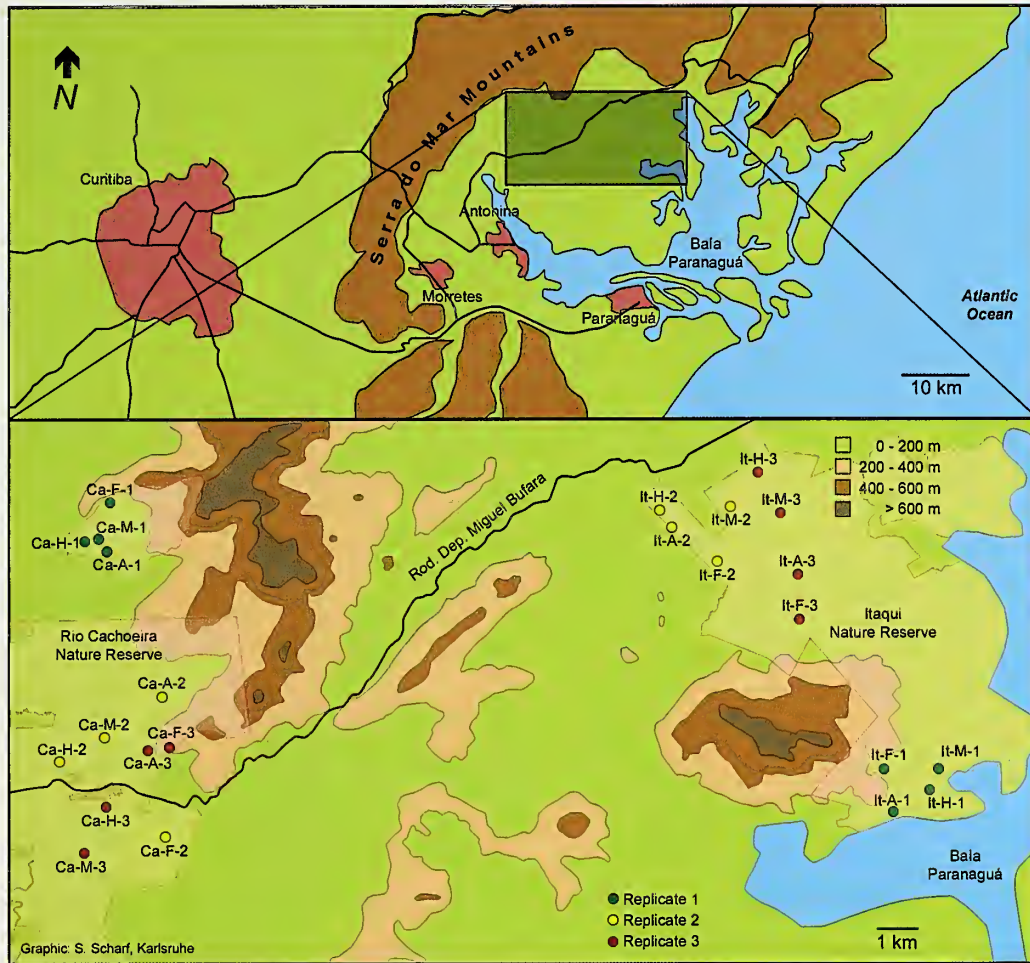 N
Serra do Mar Mountains
Curitiba
Antonina
Morretes
Baía
Paranaguá
Paranaguá
Atlantic
Ocean
10 km
0 - 200 m
200 - 400 m
400 - 600 m
> 600 m
Ca-F-1
Ca-M-1
Ca-H-1
Ca-A-1
Rod. Dep. Miguel Bufara
It-H-3
It-H-2
It-M-2
It-M-3
It-A-2
It-F-2
It-A-3
It-F-3
Itaqui
Nature Reserve
Rio Cachoeira
Nature Reserve
Ca-A-2
Ca-M-2
Ca-F-3
Ca-H-2
Ca-A-3
Ca-H-3
Ca-F-2
Ca-M-3
It-F-1
It-M-1
It-A-1
It-H-1
Baía
Paranaguá
Replicate 1
Replicate 2
Replicate 3
1 km
Graphic: S. Scharf, Karlsruhe